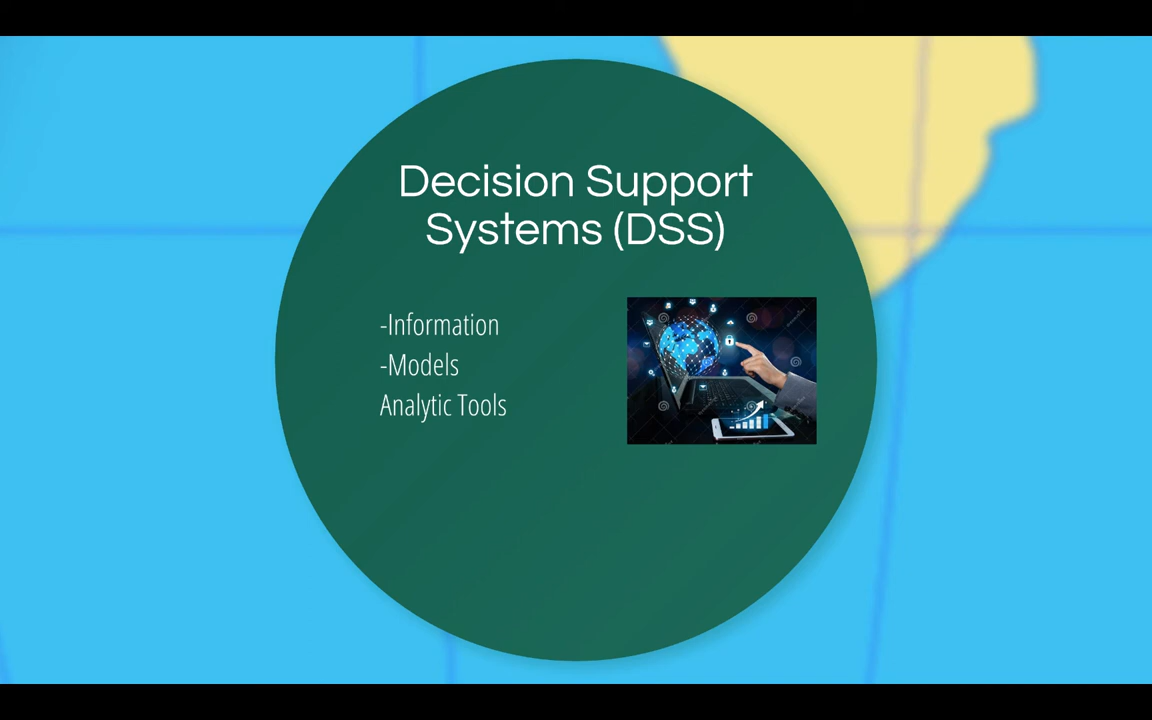 Decision Support
Systems (DSS)
-Information
-Models
Analytic Tools